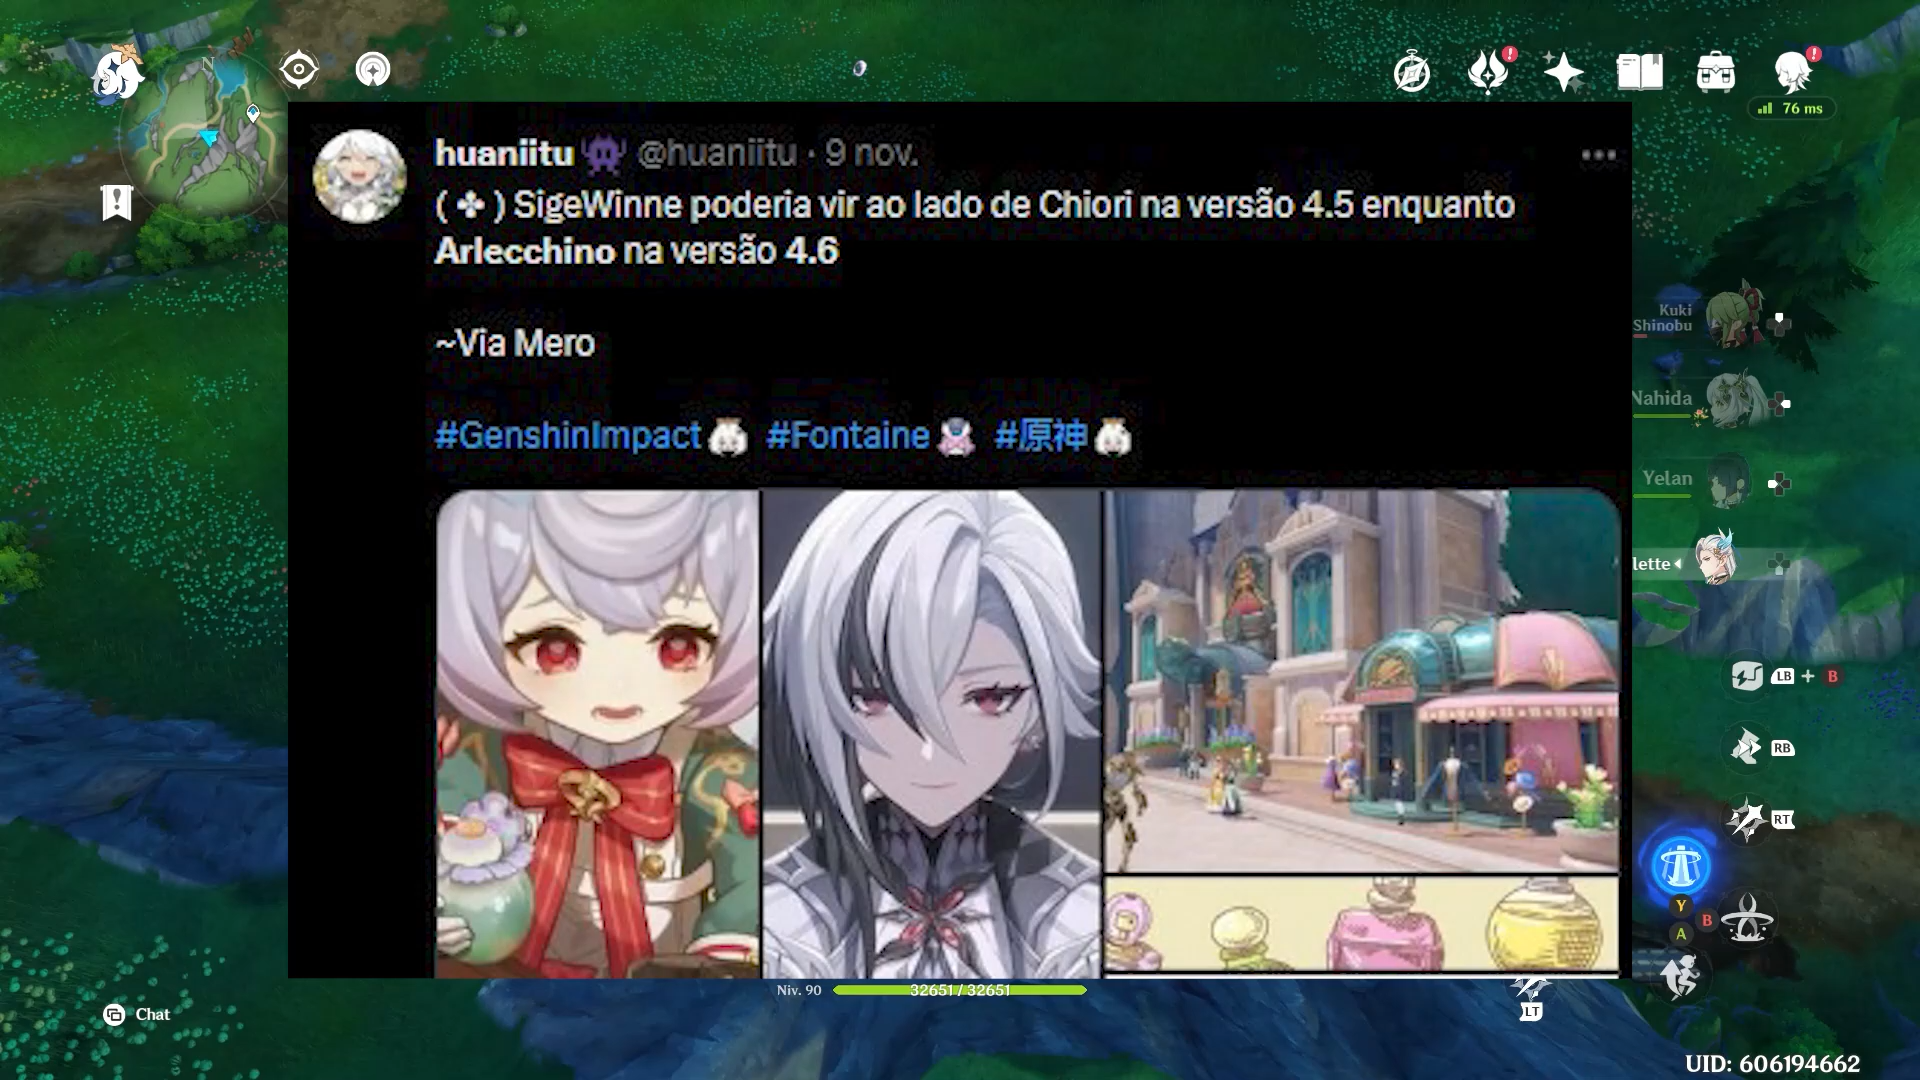 N
76 ms
huaniitu @huaniitu · 9 nov.
( ✤ ) SigeWinne poderia vir ao lado de Chiori na versão 4.5 enquanto
Arlecchino na versão 4.6
~Via Mero
#GenshinImpact #Fontaine #原神
Kuki
Shinobu
Nahida
Yelan
lette
LB + B
RB
RT
Y
B
A
Niv. 90 32651 / 32651
LT
Chat
UID: 606194662